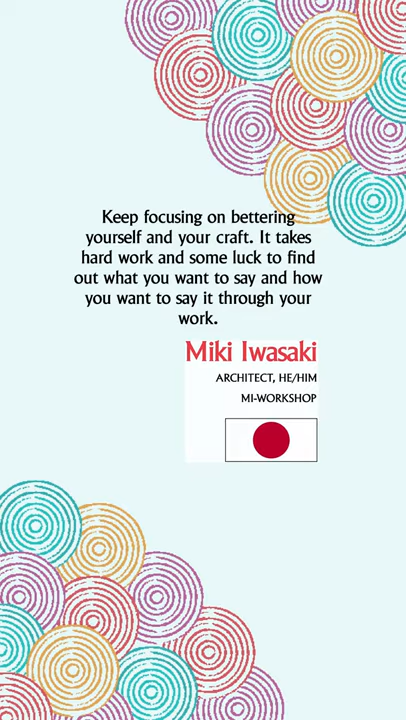 Keep focusing on bettering
yourself and your craft. It takes
hard work and some luck to find
out what you want to say and how
you want to say it through your
work.
Miki Iwasaki
ARCHITECT, HE/HIM
MI-WORKSHOP